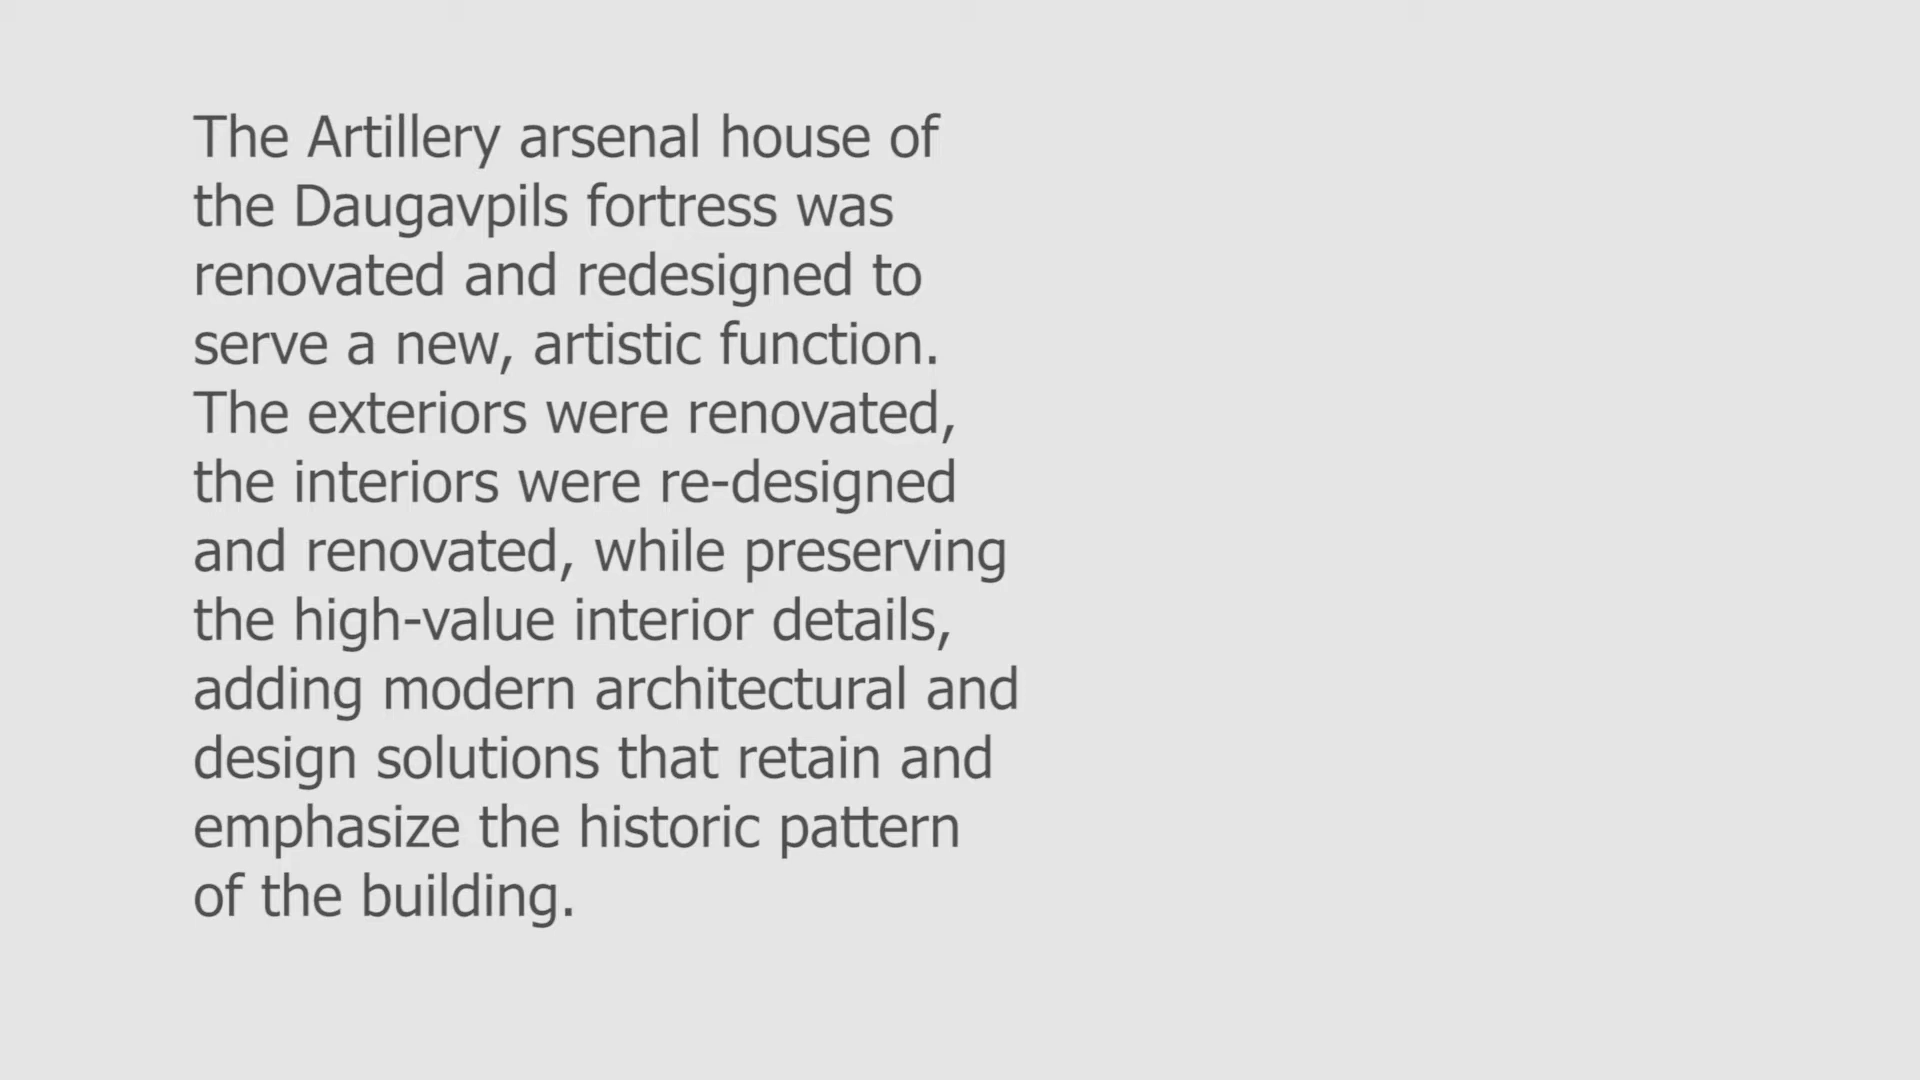 The Artillery arsenal house of
the Daugavpils fortress was
renovated and redesigned to
serve a new, artistic function.
The exteriors were renovated,
the interiors were re-designed
and renovated, while preserving
the high-value interior details,
adding modern architectural and
design solutions that retain and
emphasize the historic pattern
of the building.